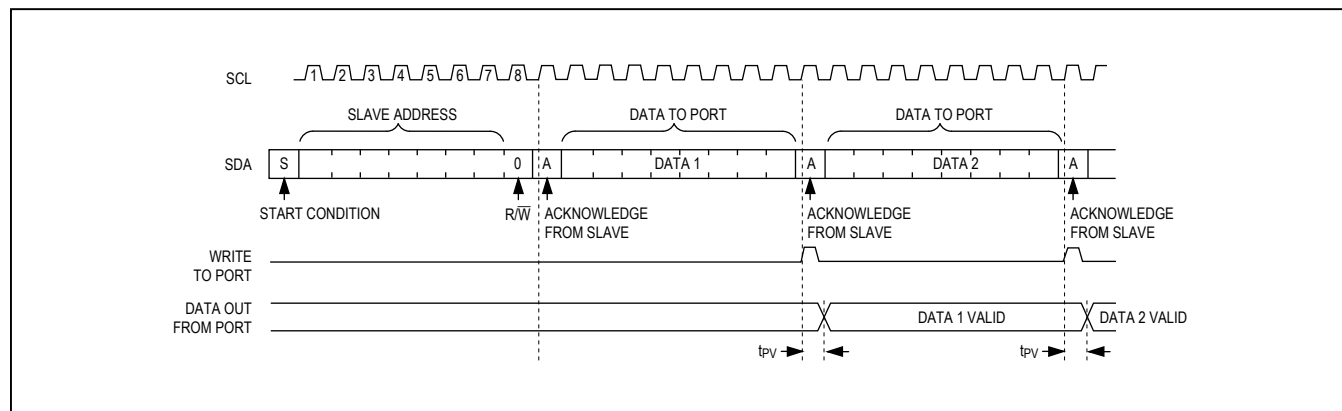 SCL 1 2 3 4 5 6 7 8
SLAVE ADDRESS DATA TO PORT DATA TO PORT
SDA S 0 A DATA 1 A DATA 2 A
START CONDITION R/W̅ ACKNOWLEDGE ACKNOWLEDGE ACKNOWLEDGE
FROM SLAVE FROM SLAVE FROM SLAVE
WRITE
TO PORT
DATA OUT
FROM PORT DATA 1 VALID DATA 2 VALID
tPV tPV